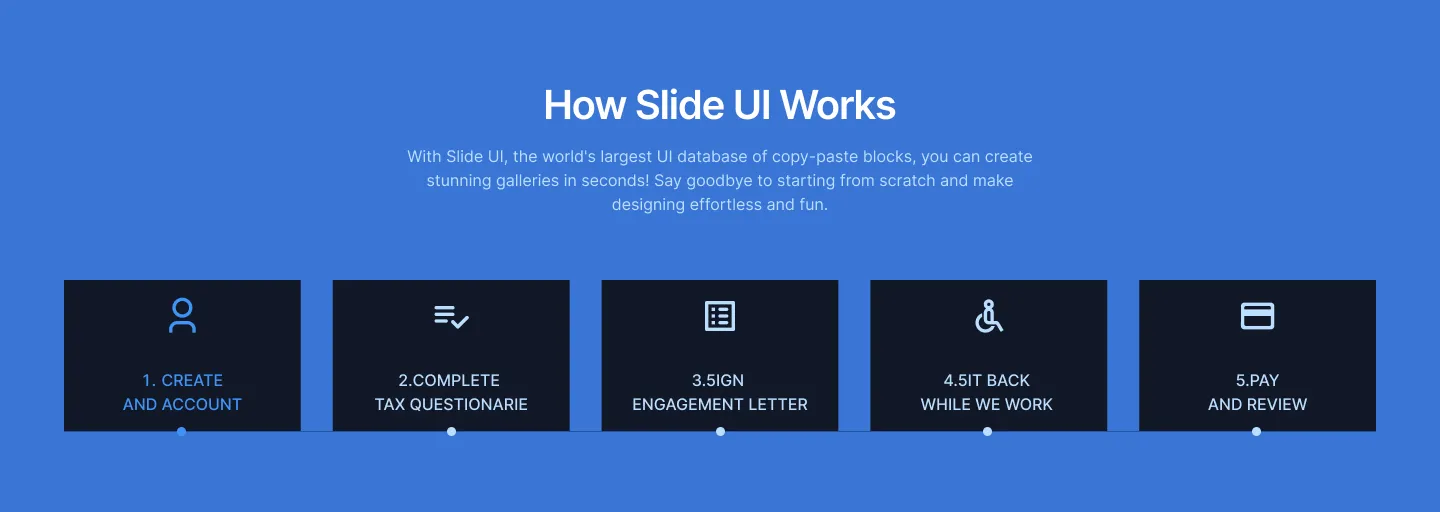 How Slide UI Works
With Slide UI, the world's largest UI database of copy-paste blocks, you can create
stunning galleries in seconds! Say goodbye to starting from scratch and make
designing effortless and fun.
1. CREATE
AND ACCOUNT
2.COMPLETE
TAX QUESTIONARIE
3.5IGN
ENGAGEMENT LETTER
4.5IT BACK
WHILE WE WORK
5.PAY
AND REVIEW